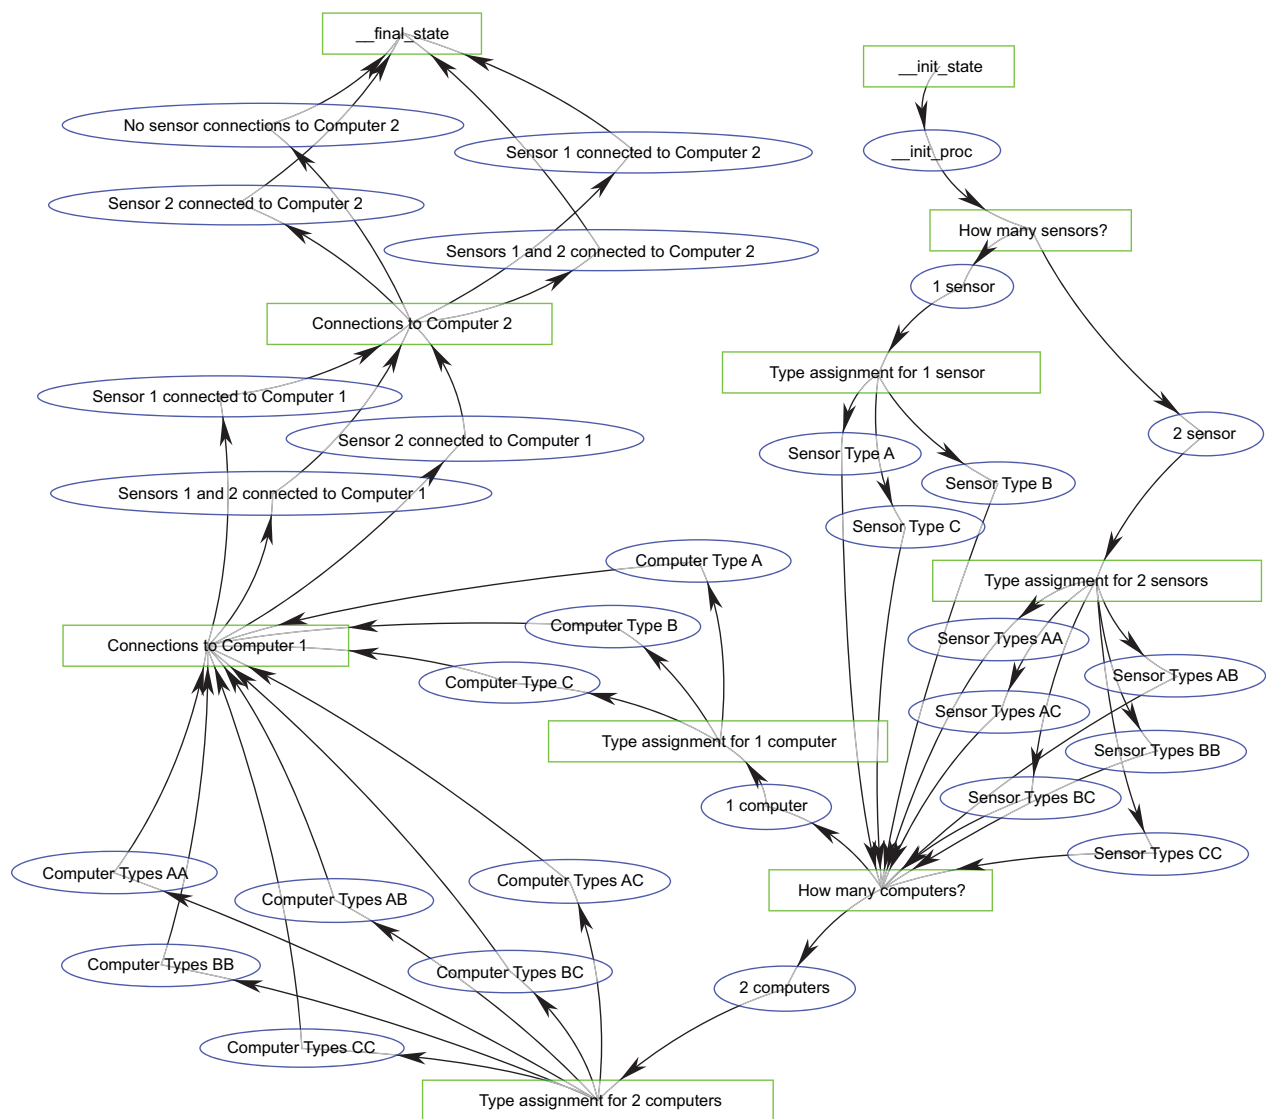 __final_state
__init_state
No sensor connections to Computer 2
Sensor 1 connected to Computer 2
__init_proc
Sensor 2 connected to Computer 2
How many sensors?
Sensors 1 and 2 connected to Computer 2
1 sensor
Connections to Computer 2
Type assignment for 1 sensor
Sensor 1 connected to Computer 1
Sensor 2 connected to Computer 1
2 sensor
Sensor Type A
Sensor Type B
Sensors 1 and 2 connected to Computer 1
Sensor Type C
Computer Type A
Type assignment for 2 sensors
Computer Type B
Sensor Types AA
Connections to Computer 1
Sensor Types AB
Computer Type C
Sensor Types AC
Type assignment for 1 computer
Sensor Types BB
Sensor Types BC
1 computer
Sensor Types CC
Computer Types AA
Computer Types AC
How many computers?
Computer Types AB
Computer Types BB
Computer Types BC
2 computers
Computer Types CC
Type assignment for 2 computers